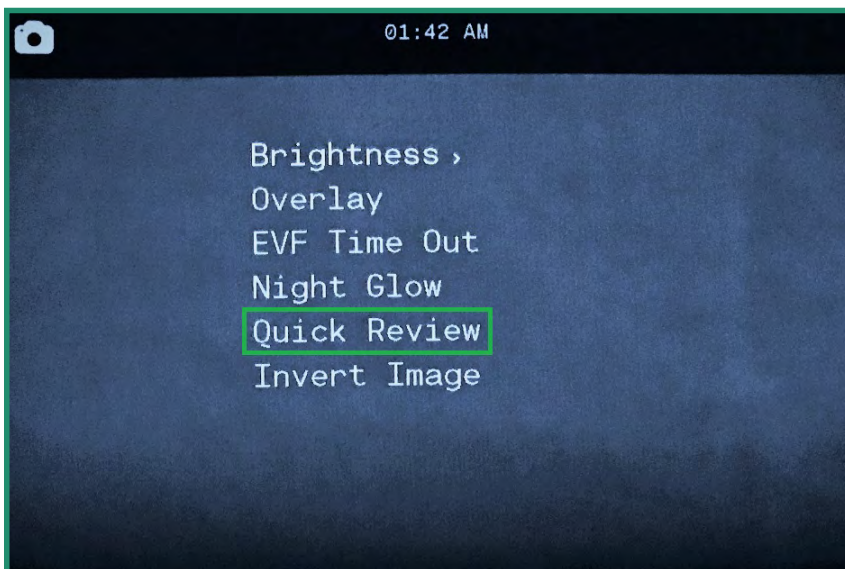 01:42 AM
Brightness ›
Overlay
EVF Time Out
Night Glow
Quick Review
Invert Image